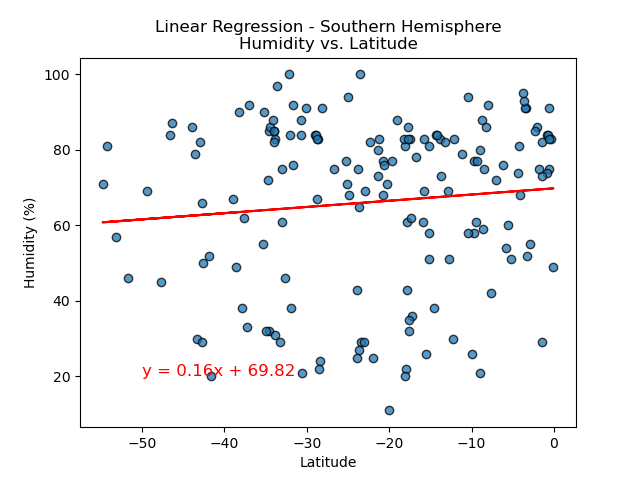 Linear Regression - Southern Hemisphere
Humidity vs. Latitude
100
80
60
40
20
Humidity (%)
y = 0.16x + 69.82
−50
−40
−30
−20
−10
0
Latitude